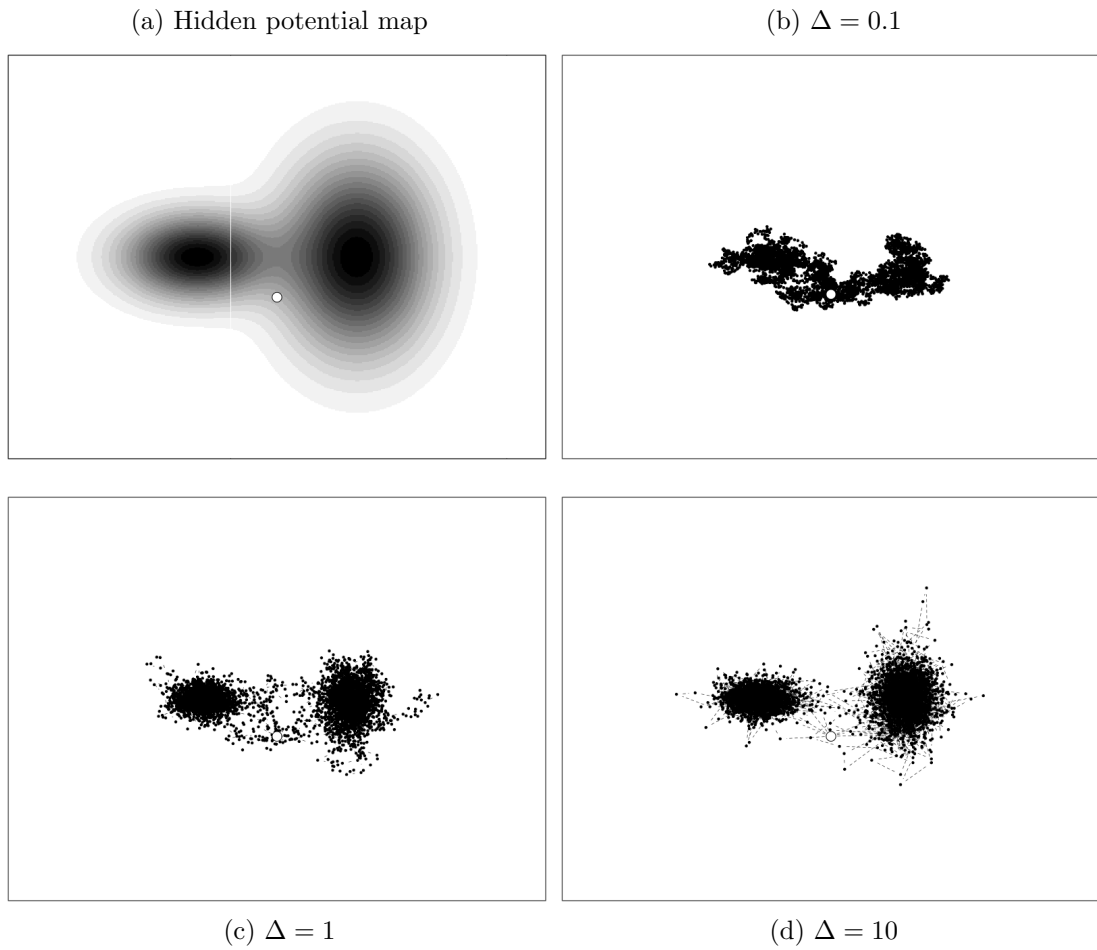 (a) Hidden potential map
(b) Δ = 0.1
(c) Δ = 1
(d) Δ = 10